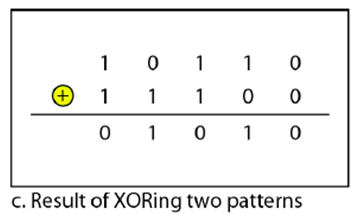 1 0 1 1 0
+ 1 1 1 0 0
0 1 0 1 0
c. Result of XORing two patterns